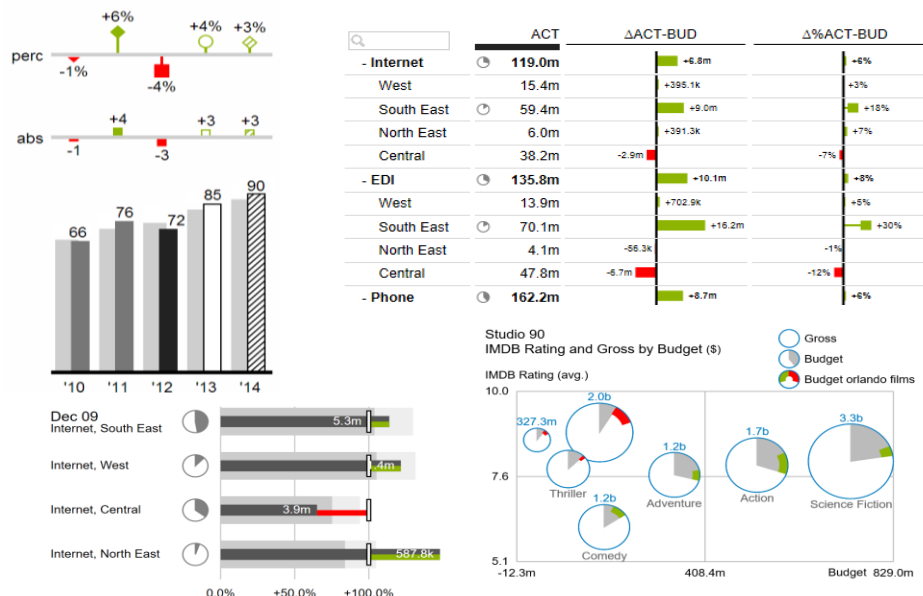 +6%
+4%
+3%
perc
-1%
-4%
+4
+3
+3
abs
-1
-3
66
76
72
85
90
'10 '11 '12 '13 '14
ACT ΔACT-BUD Δ%ACT-BUD
- Internet 119.0m +6.8m +6%
West 15.4m +395.1k +3%
South East 59.4m +9.0m +18%
North East 6.0m +391.3k +7%
Central 38.2m -2.9m -7%
- EDI 135.8m +10.1m +8%
West 13.9m +702.9k +5%
South East 70.1m +16.2m +30%
North East 4.1m -56.3k -1%
Central 47.8m -6.7m -12%
- Phone 162.2m +8.7m +6%
Dec 09
Internet, South East 5.3m
Internet, West .4m
Internet, Central 3.9m
Internet, North East 587.8k
0.0% +50.0% +100.0%
Studio 90
IMDB Rating and Gross by Budget ($)
Gross
Budget
Budget orlando films
IMDB Rating (avg.)
10.0
7.6
5.1
327.3m
2.0b
1.2b
1.7b
3.3b
Thriller
Adventure
Action
Science Fiction
1.2b
Comedy
-12.3m 408.4m Budget 829.0m